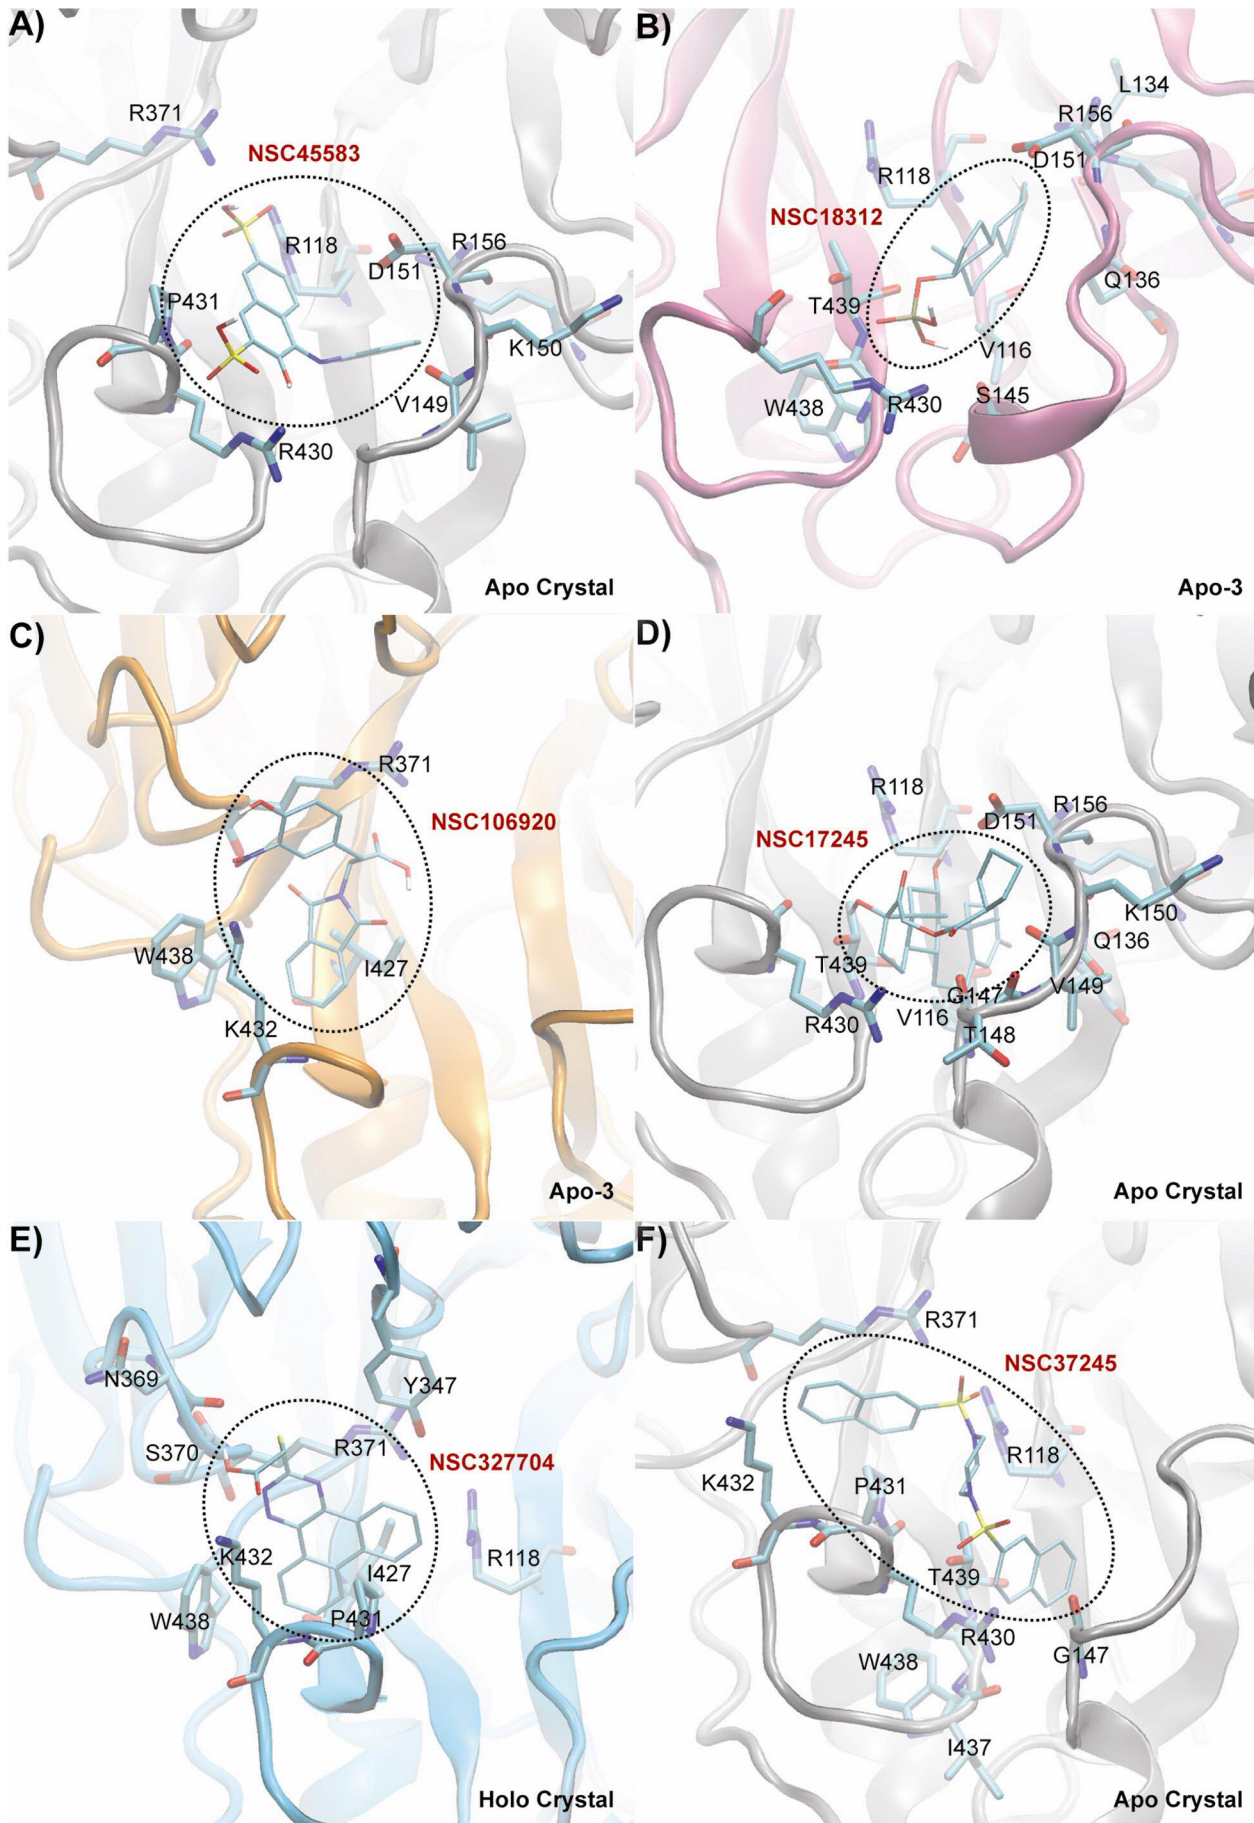 A)
R371
NSC45583
R118
R156
D151
P431
K150
V149
R430
Apo Crystal
B)
L134
R156
D151
R118
NSC18312
Q136
T439
V116
S145
W438
R430
Apo-3
C)
R371
NSC106920
W438
I427
K432
Apo-3
D)
R118
R156
D151
NSC17245
K150
Q136
T439
V149
G147
R430
V116
T148
Apo Crystal
E)
N369
Y347
S370
R371
NSC327704
K432
I427
R118
W438
P431
Holo Crystal
F)
R371
NSC37245
R118
K432
P431
T439
R430
W438
G147
I437
Apo Crystal